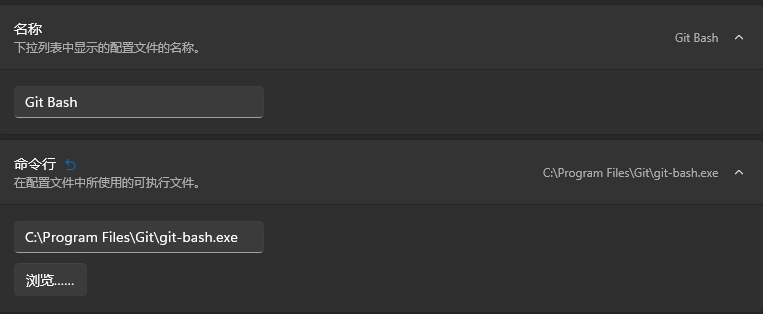 名称
下拉列表中显示的配置文件的名称。
Git Bash
Git Bash
命令行
在配置文件中所使用的可执行文件。
C:\Program Files\Git\git-bash.exe
C:\Program Files\Git\git-bash.exe
浏览......